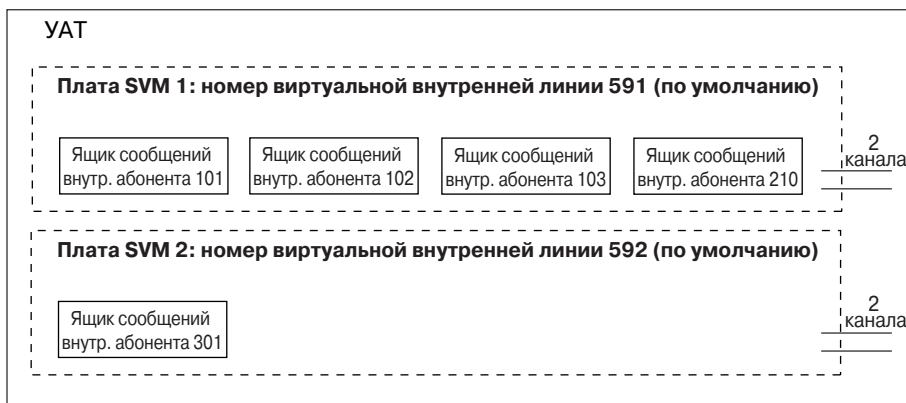 УАТ
Плата SVM 1: номер виртуальной внутренней линии 591 (по умолчанию)
Ящик сообщений
внутр. абонента 101
Ящик сообщений
внутр. абонента 102
Ящик сообщений
внутр. абонента 103
Ящик сообщений
внутр. абонента 210
2
канала
Плата SVM 2: номер виртуальной внутренней линии 592 (по умолчанию)
Ящик сообщений
внутр. абонента 301
2
канала